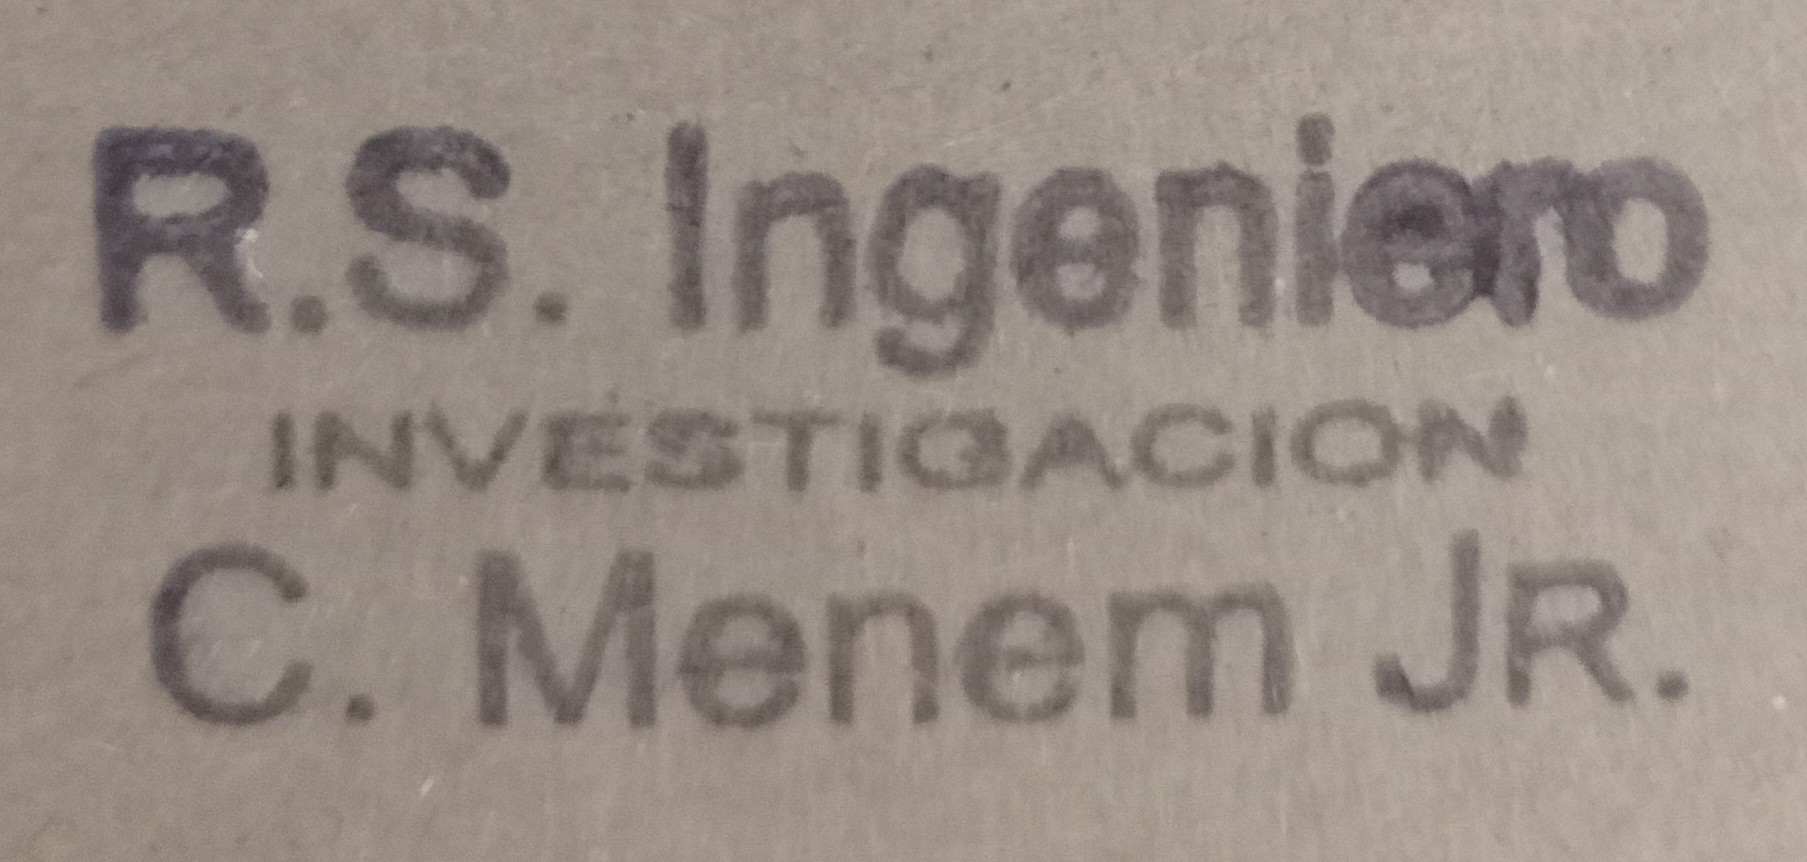 R.S. Ingeniero
INVESTIGACION
C. Menem JR.